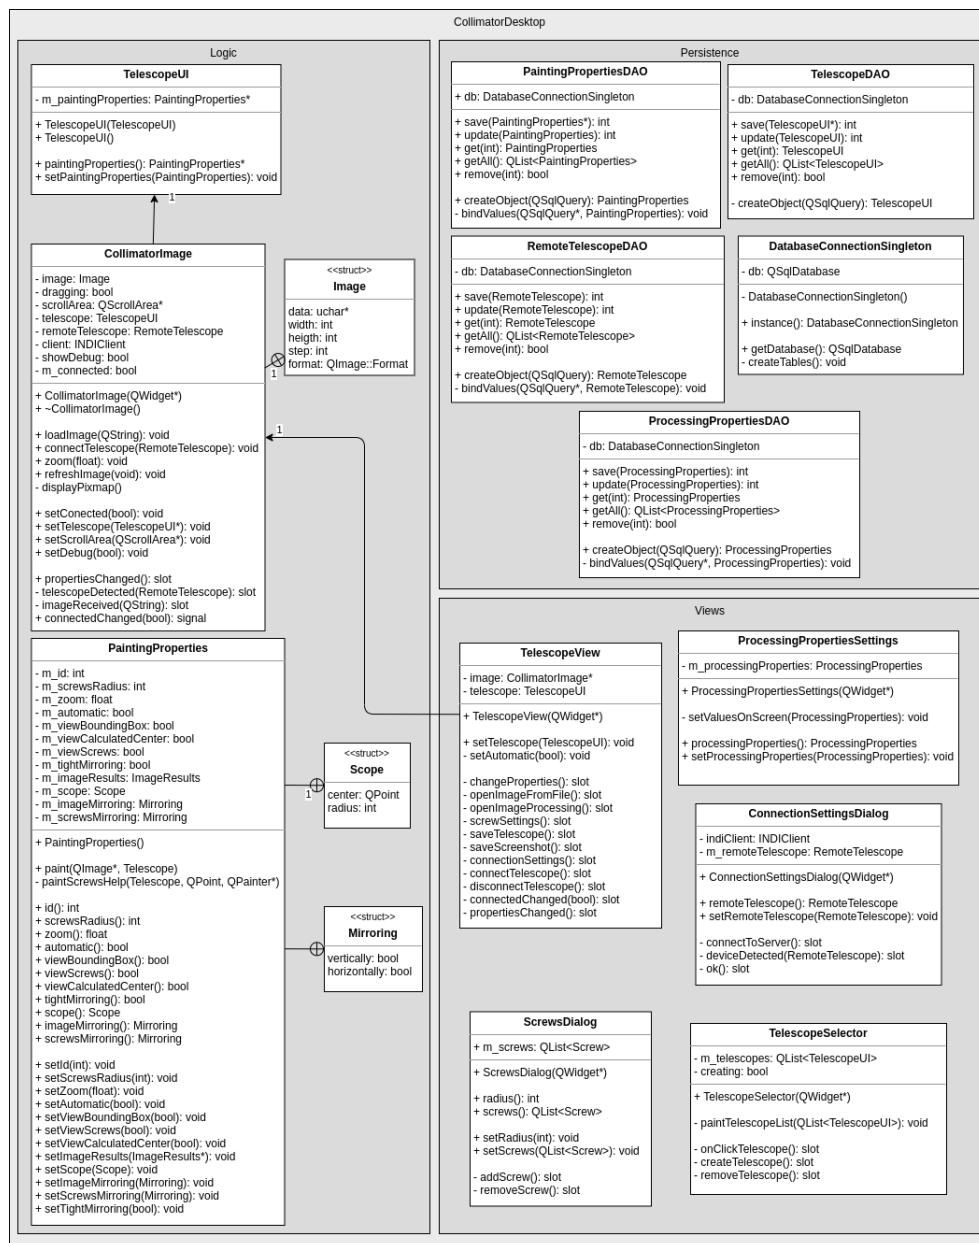 CollimatorDesktop
Logic
TelescopeUI
- m_paintingProperties: PaintingProperties*
+ TelescopeUI(TelescopeUI)
+ TelescopeUI()
+ paintingProperties(): PaintingProperties*
+ setPaintingProperties(PaintingProperties): void
1
CollimatorImage
- image: Image
- dragging: bool
- scrollArea: QScrollArea*
- telescope: TelescopeUI
- remoteTelescope: RemoteTelescope
- client: INDIClient
- showDebug: bool
- m_connected: bool
+ CollimatorImage(QWidget*)
+ ~CollimatorImage()
+ loadImage(QString): void
+ connectTelescope(RemoteTelescope): void
+ zoom(float): void
+ refreshImage(void): void
- displayPixmap()
+ setConected(bool): void
+ setTelescope(TelescopeUI*): void
+ setScrollArea(QScrollArea*): void
+ setDebug(bool): void
+ propertiesChanged(): slot
- telescopeDetected(RemoteTelescope): slot
- imageReceived(QString): slot
+ connectedChanged(bool): signal
<<struct>>
Image
data: uchar*
width: int
heigth: int
step: int
format: QImage::Format
1
1
PaintingProperties
- m_id: int
- m_screwsRadius: int
- m_zoom: float
- m_automatic: bool
- m_viewBoundingBox: bool
- m_viewCalculatedCenter: bool
- m_viewScrews: bool
- m_tightMirroring: bool
- m_imageResults: ImageResults
- m_scope: Scope
- m_imageMirroring: Mirroring
- m_screwsMirroring: Mirroring
+ PaintingProperties()
+ paint(QImage*, Telescope)
- paintScrewsHelp(Telescope, QPoint, QPainter*)
+ id(): int
+ screwsRadius(): int
+ zoom(): float
+ automatic(): bool
+ viewBoundingBox(): bool
+ viewScrews(): bool
+ viewCalculatedCenter(): bool
+ tightMirroring(): bool
+ scope(): Scope
+ imageMirroring(): Mirroring
+ screwsMirroring(): Mirroring
+ setId(int): void
+ setScrewsRadius(int): void
+ setZoom(float): void
+ setAutomatic(bool): void
+ setViewBoundingBox(bool): void
+ setViewScrews(bool): void
+ setViewCalculatedCenter(bool): void
+ setImageResults(ImageResults*): void
+ setScope(Scope): void
+ setImageMirroring(Mirroring): void
+ setScrewsMirroring(Mirroring): void
+ setTightMirroring(bool): void
<<struct>>
Scope
center: QPoint
radius: int
1
<<struct>>
Mirroring
vertically: bool
horizontally: bool
Persistence
PaintingPropertiesDAO
+ db: DatabaseConnectionSingleton
+ save(PaintingProperties*): int
+ update(PaintingProperties): int
+ get(int): PaintingProperties
+ getAll(): QList<PaintingProperties>
+ remove(int): bool
+ createObject(QSqlQuery): PaintingProperties
- bindValues(QSqlQuery*, PaintingProperties): void
TelescopeDAO
- db: DatabaseConnectionSingleton
+ save(TelescopeUI*): int
+ update(TelescopeUI): int
+ get(int): TelescopeUI
+ getAll(): QList<TelescopeUI>
+ remove(int): bool
- createObject(QSqlQuery): TelescopeUI
RemoteTelescopeDAO
- db: DatabaseConnectionSingleton
+ save(RemoteTelescope): int
+ update(RemoteTelescope): int
+ get(int): RemoteTelescope
+ getAll(): QList<RemoteTelescope>
+ remove(int): bool
+ createObject(QSqlQuery): RemoteTelescope
- bindValues(QSqlQuery*, RemoteTelescope): void
DatabaseConnectionSingleton
- db: QSqlDatabase
- DatabaseConnectionSingleton()
+ instance(): DatabaseConnectionSingleton
+ getDatabase(): QSqlDatabase
- createTables(): void
ProcessingPropertiesDAO
- db: DatabaseConnectionSingleton
+ save(ProcessingProperties): int
+ update(ProcessingProperties): int
+ get(int): ProcessingProperties
+ getAll(): QList<ProcessingProperties>
+ remove(int): bool
+ createObject(QSqlQuery): ProcessingProperties
- bindValues(QSqlQuery*, ProcessingProperties): void
Views
TelescopeView
- image: CollimatorImage*
- telescope: TelescopeUI
+ TelescopeView(QWidget*)
+ setTelescope(TelescopeUI): void
- setAutomatic(bool): void
- changeProperties(): slot
- openImageFromFile(): slot
- openImageProcessing(): slot
- screwSettings(): slot
- saveTelescope(): slot
- saveScreenshot(): slot
- connectionSettings(): slot
- connectTelescope(): slot
- disconnectTelescope(): slot
- connectedChanged(bool): slot
- propertiesChanged(): slot
ProcessingPropertiesSettings
- m_processingProperties: ProcessingProperties
+ ProcessingPropertiesSettings(QWidget*)
- setValuesOnScreen(ProcessingProperties): void
+ processingProperties(): ProcessingProperties
+ setProcessingProperties(ProcessingProperties): void
ConnectionSettingsDialog
- indiClient: INDIClient
- m_remoteTelescope: RemoteTelescope
+ ConnectionSettingsDialog(QWidget*)
+ remoteTelescope(): RemoteTelescope
+ setRemoteTelescope(RemoteTelescope): void
- connectToServer(): slot
- deviceDetected(RemoteTelescope): slot
- ok(): slot
ScrewsDialog
+ m_screws: QList<Screw>
+ ScrewsDialog(QWidget*)
+ radius(): int
+ screws(): QList<Screw>
+ setRadius(int): void
+ setScrews(QList<Screw>): void
- addScrew(): slot
- removeScrew(): slot
TelescopeSelector
- m_telescopes: QList<TelescopeUI>
- creating: bool
+ TelescopeSelector(QWidget*)
- paintTelescopeList(QList<TelescopeUI>): void
- onClickTelescope(): slot
- createTelescope(): slot
- removeTelescope(): slot